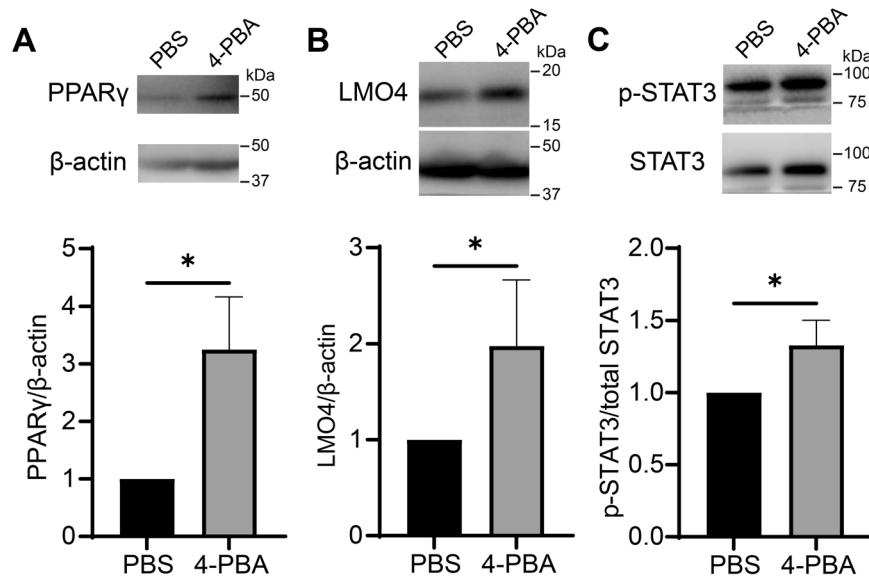 A
PBS
4-PBA
kDa
PPARγ
50
β-actin
50
37
5
4
3
2
1
0
PPARγ/β-actin
*
PBS
4-PBA
B
PBS
4-PBA
kDa
20
LMO4
15
50
β-actin
37
3
2
1
0
LMO4/β-actin
*
PBS
4-PBA
C
PBS
4-PBA
kDa
100
p-STAT3
75
100
STAT3
75
2.0
1.5
1.0
0.5
0.0
p-STAT3/total STAT3
*
PBS
4-PBA